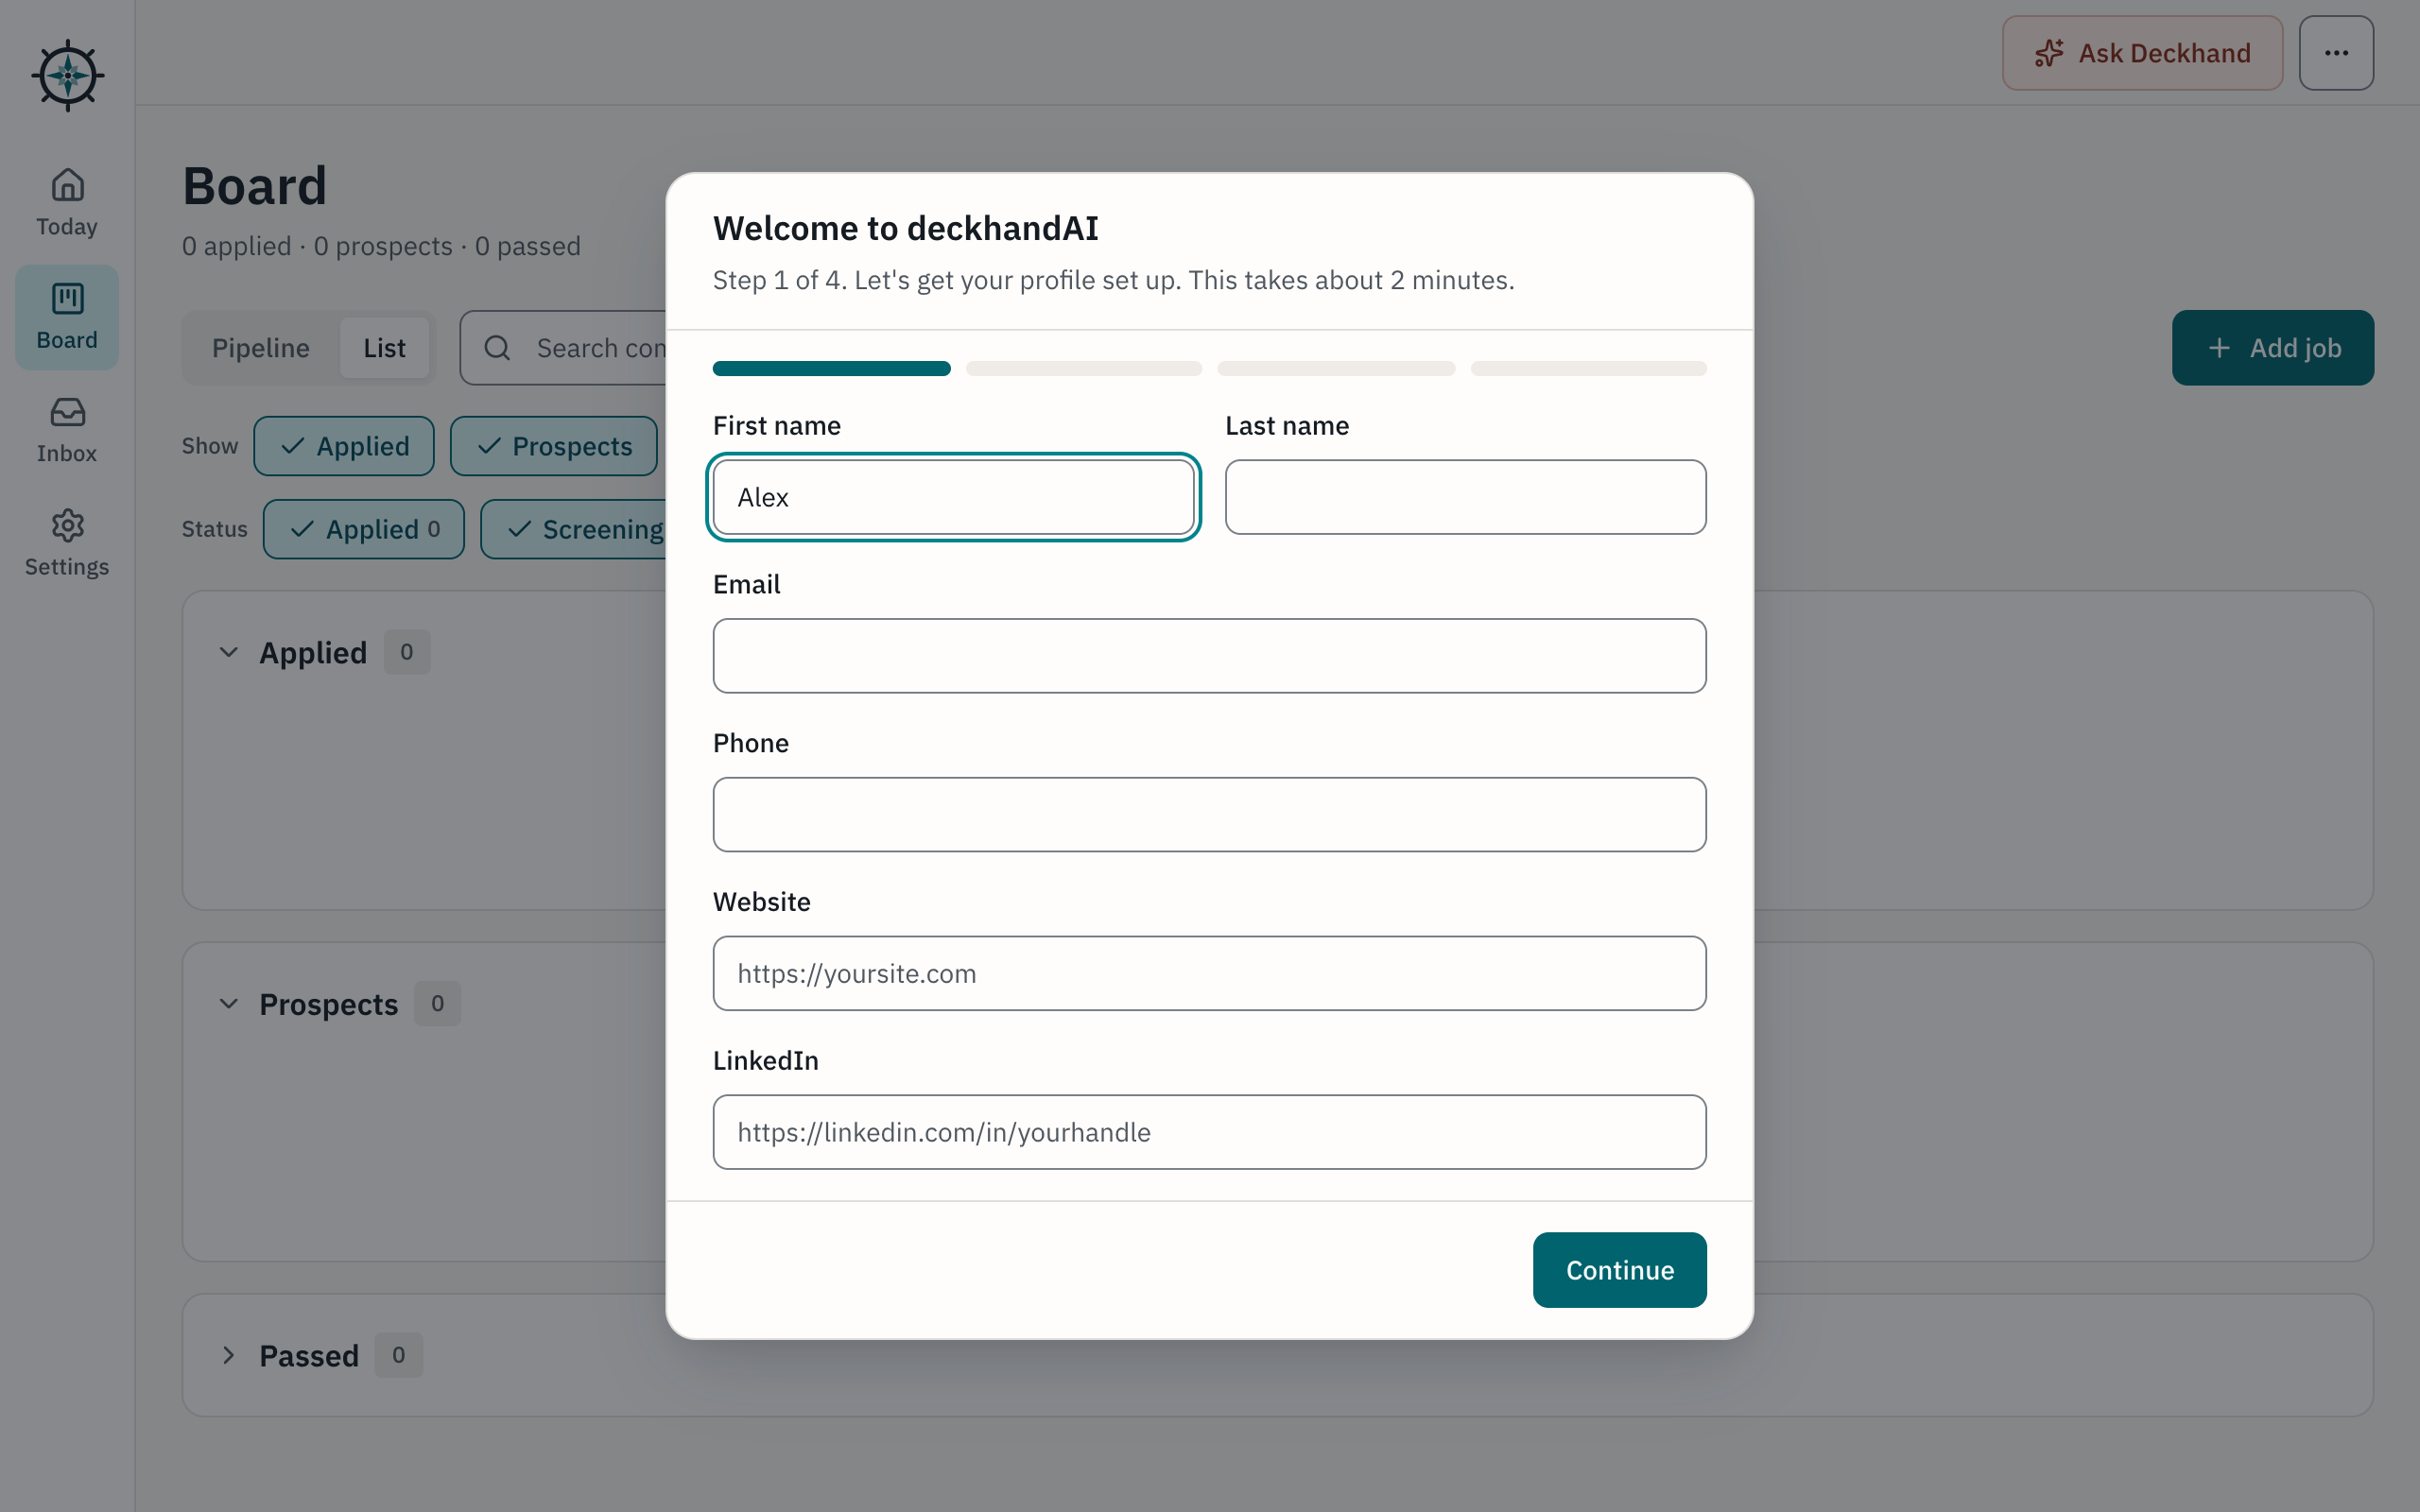 Ask Deckhand
Today
Board
Inbox
Settings
Board
0 applied · 0 prospects · 0 passed
Pipeline
List
Search
Add job
Show
Applied
Prospects
Status
Applied 0
Screening
Applied 0
Prospects 0
Passed 0
Welcome to deckhandAI
Step 1 of 4. Let's get your profile set up. This takes about 2 minutes.
First name
Last name
Alex
Email
Phone
Website
https://yoursite.com
LinkedIn
https://linkedin.com/in/yourhandle
Continue